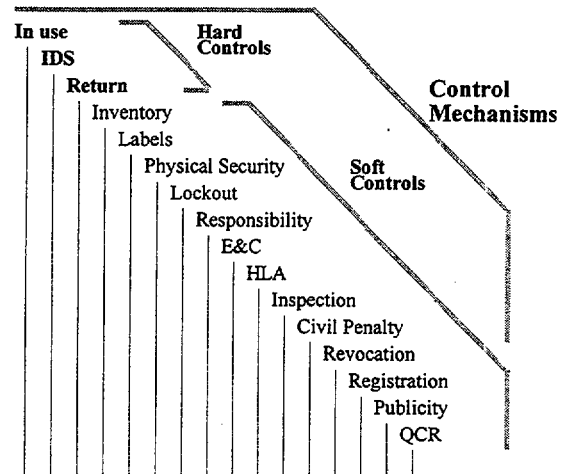 In use
Hard
Controls
IDS
Return
Control
Mechanisms
Inventory
Labels
Physical Security
Soft
Controls
Lockout
Responsibility
E&C
HLA
Inspection
Civil Penalty
Revocation
Registration
Publicity
QCR